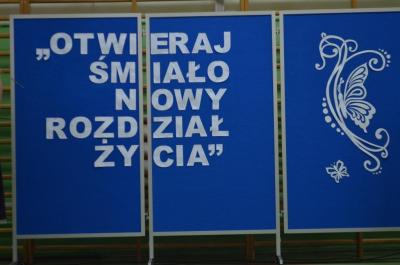 „OTWIERAJ
ŚMIAŁO
NOWY
ROZDZIAŁ
ŻYCIA”